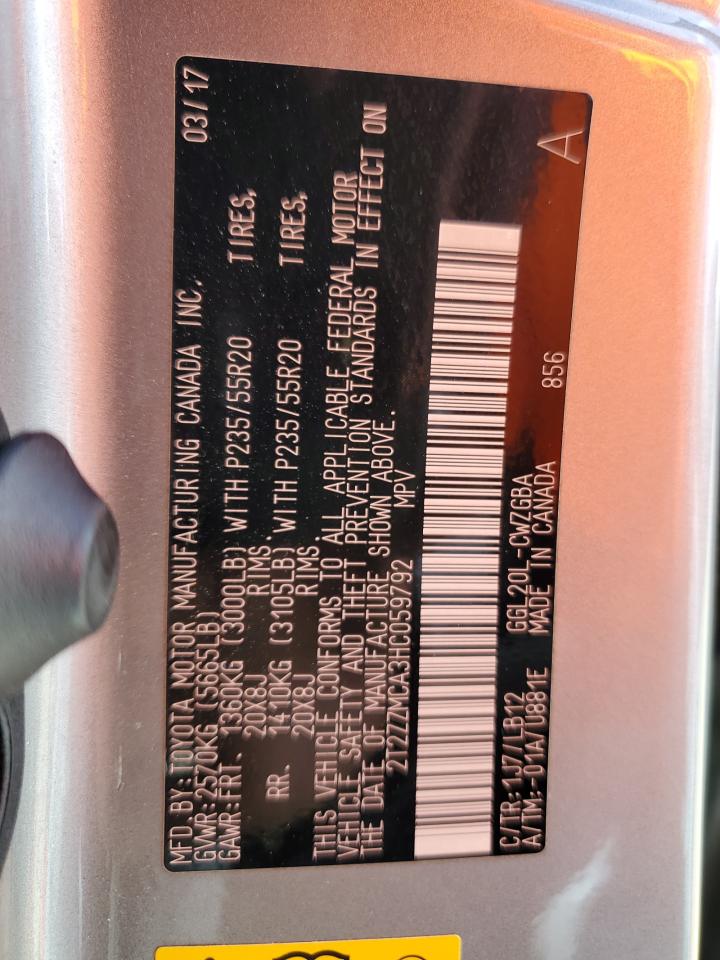 MFD.BY:TOYOTA MOTOR MANUFACTURING CANADA INC. 03/17
GVWR:2570KG (5665LB)
GAWR:FRT 1360KG (3000LB) WITH P235/55R20 TIRES,
20X8J RIMS.
RR. 1410KG (3105LB) WITH P235/55R20 TIRES,
20X8J RIMS.
THIS VEHICLE CONFORMS TO ALL APPLICABLE FEDERAL MOTOR
VEHICLE SAFETY AND THEFT PREVENTION STANDARDS IN EFFECT ON
THE DATE OF MANUFACTURE SHOWN ABOVE.
2T2ZZMCA3HC059792 MPV
C/TR:1J7/LB12 GGL20L-CWZGBA 856 A
A/TM:-01A/U881E MADE IN CANADA